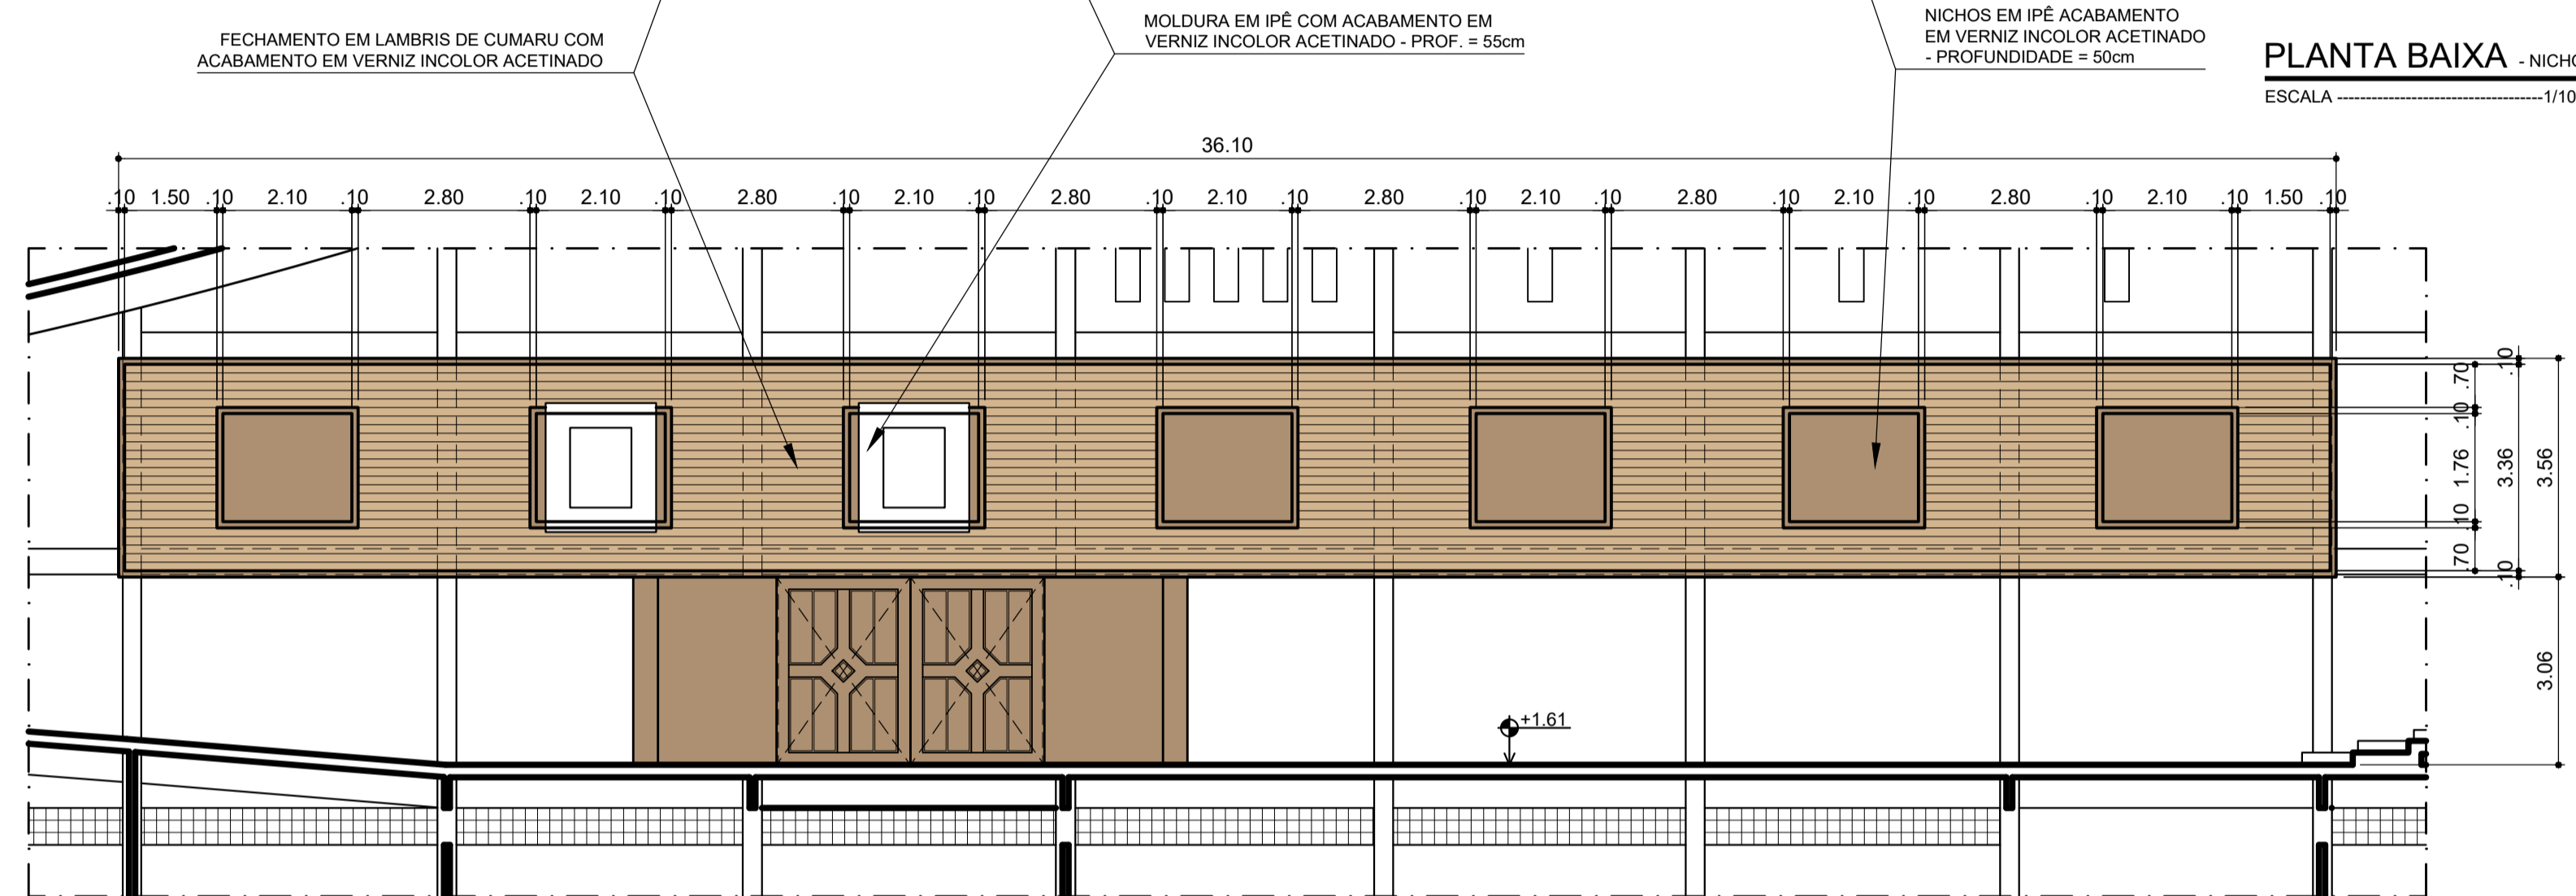 FECHAMENTO EM LAMBRIS DE CUMARU COM
ACABAMENTO EM VERNIZ INCOLOR ACETINADO
MOLDURA EM IPÊ COM ACABAMENTO EM
VERNIZ INCOLOR ACETINADO - PROF. = 55cm
NICHOS EM IPÊ ACABAMENTO
EM VERNIZ INCOLOR ACETINADO
- PROFUNDIDADE = 50cm
PLANTA BAIXA - NICHO
ESCALA ------------------------------------1/10
36.10
.10 1.50 .10 2.10 .10 2.80 .10 2.10 .10 2.80 .10 2.10 .10 2.80 .10 2.10 .10 2.80 .10 2.10 .10 2.80 .10 2.10 .10 2.80 .10 2.10 .10 1.50 .10
.70 .10 1.76 .10 .70
.10 3.36 .10
3.56
3.06
+1.61